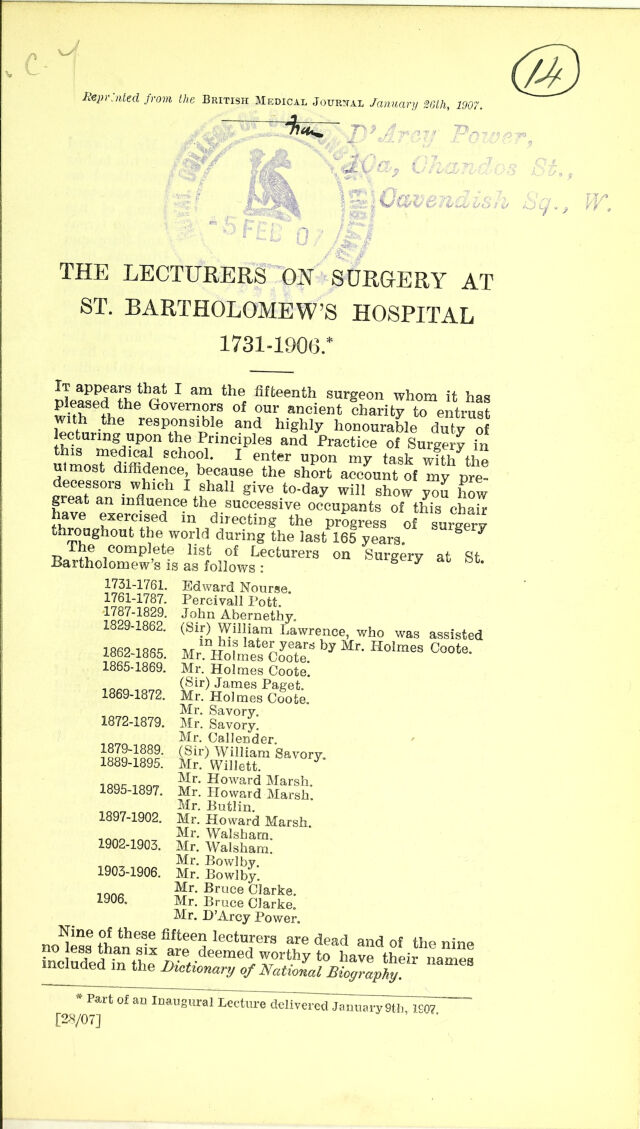 C. 7
14
Reprinted from the BRITISH MEDICAL JOURNAL January 26th, 1907.
From D'Arcy Power,
10a, Chandos St.,
Cavendish Sq., W.
ROYAL COLLEGE OF SURGEONS OF ENGLAND
-5 FEB 07
THE LECTURERS ON SURGERY AT
ST. BARTHOLOMEW'S HOSPITAL
1731-1906.*
IT appears that I am the fifteenth surgeon whom it has
pleased the Governors of our ancient charity to entrust
with the responsible and highly honourable duty of
lecturing upon the Principles and Practice of Surgery in
this medical school. I enter upon my task with the
utmost diffidence, because the short account of my pre-
decessors which I shall give to-day will show you how
great an influence the successive occupants of this chair
have exercised in directing the progress of surgery
throughout the world during the last 165 years.
The complete list of Lecturers on Surgery at St.
Bartholomew's is as follows :
1731-1761. Edward Nourse.
1761-1787. Percivall Pott.
1787-1829. John Abernethy.
1829-1862. (Sir) William Lawrence, who was assisted
in his later years by Mr. Holmes Coote.
1862-1865. Mr. Holmes Coote.
1865-1869. Mr. Holmes Coote.
(Sir) James Paget.
1869-1872. Mr. Holmes Coote.
Mr. Savory.
1872-1879. Mr. Savory.
Mr. Callender.
1879-1889. (Sir) William Savory.
1889-1895. Mr. Willett.
Mr. Howard Marsh.
1895-1897. Mr. Howard Marsh.
Mr. Butlin.
1897-1902. Mr. Howard Marsh.
Mr. Walsham.
1902-1903. Mr. Walsham.
Mr. Bowlby.
1903-1906. Mr. Bowlby.
Mr. Bruce Clarke.
1906. Mr. Bruce Clarke.
Mr. D'Arcy Power.
Nine of these fifteen lecturers are dead and of the nine
no less than six are deemed worthy to have their names
included in the Dictionary of National Biography.
* Part of an Inaugural Lecture delivered January 9th, 1907.
[28/07]